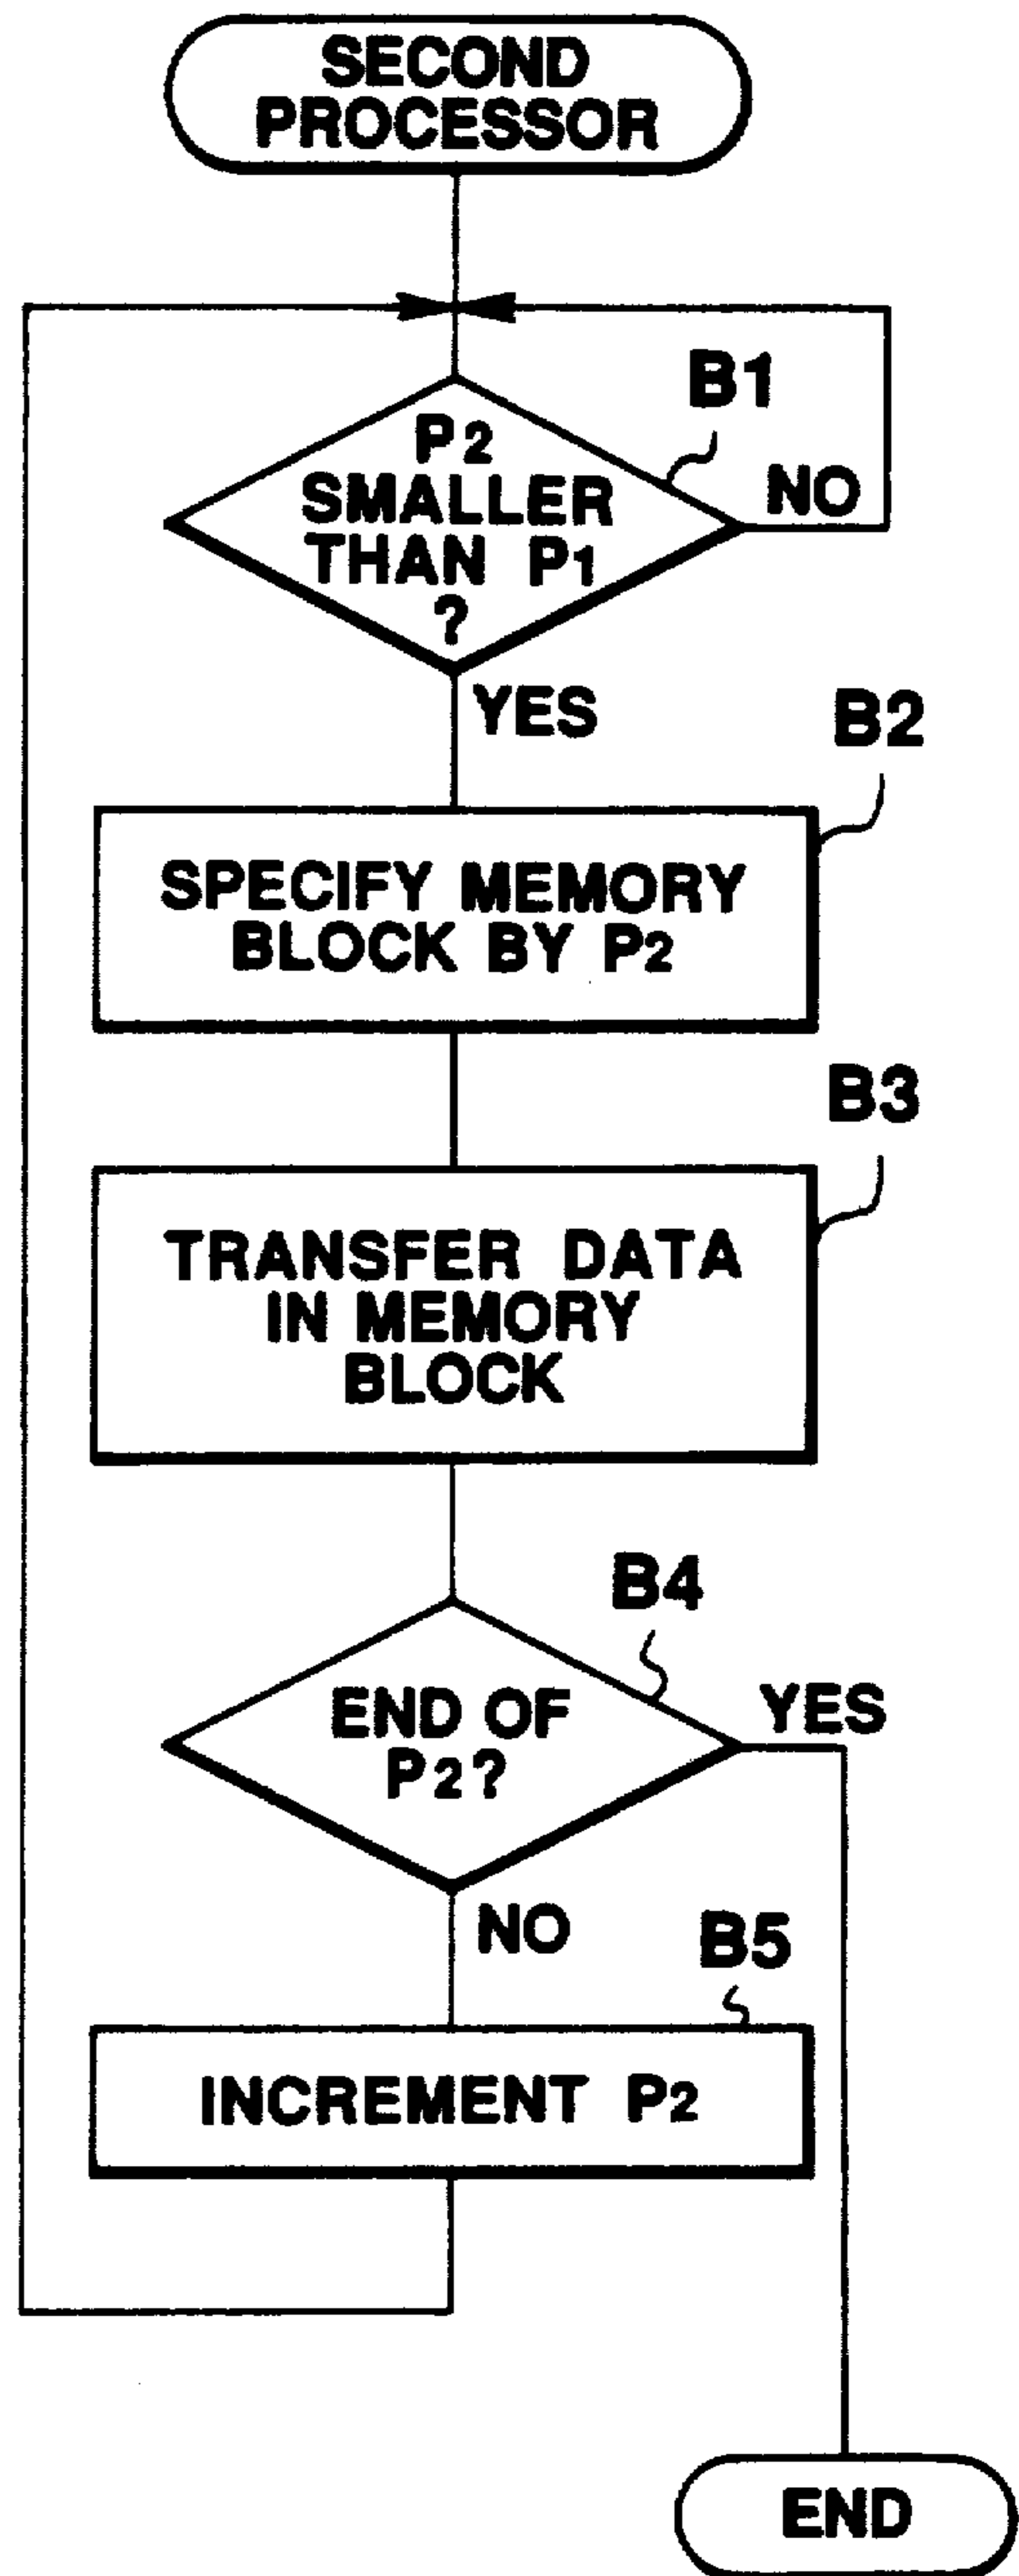 SECOND
PROCESSOR
B1
P2
SMALLER
THAN P1
?
NO
YES
B2
SPECIFY MEMORY
BLOCK BY P2
B3
TRANSFER DATA
IN MEMORY
BLOCK
B4
END OF
P2?
YES
NO
B5
INCREMENT P2
END